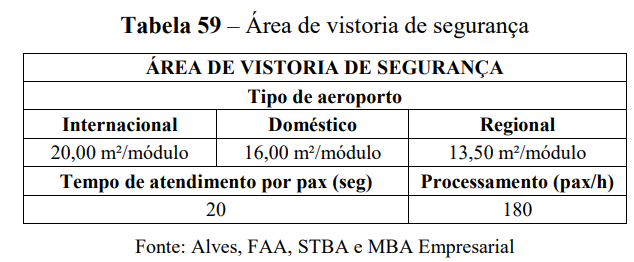 Tabela 59 – Área de vistoria de segurança
ÁREA DE VISTORIA DE SEGURANÇA
Tipo de aeroporto
Internacional Doméstico Regional
20,00 m²/módulo 16,00 m²/módulo 13,50 m²/módulo
Tempo de atendimento por pax (seg) Processamento (pax/h)
20 180
Fonte: Alves, FAA, STBA e MBA Empresarial